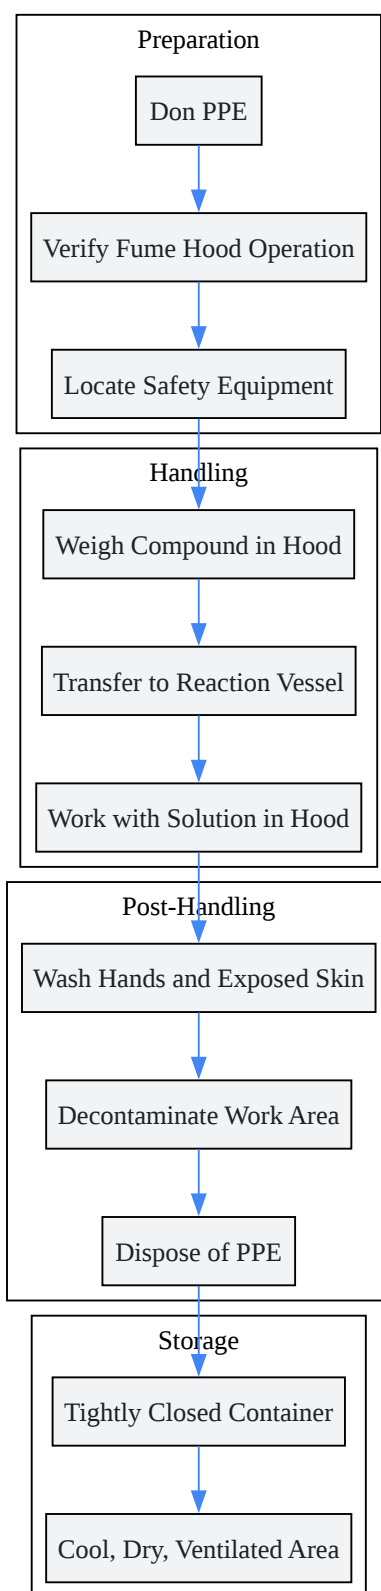 Preparation
Don PPE
Verify Fume Hood Operation
Locate Safety Equipment
Handling
Weigh Compound in Hood
Transfer to Reaction Vessel
Work with Solution in Hood
Post-Handling
Wash Hands and Exposed Skin
Decontaminate Work Area
Dispose of PPE
Storage
Tightly Closed Container
Cool, Dry, Ventilated Area